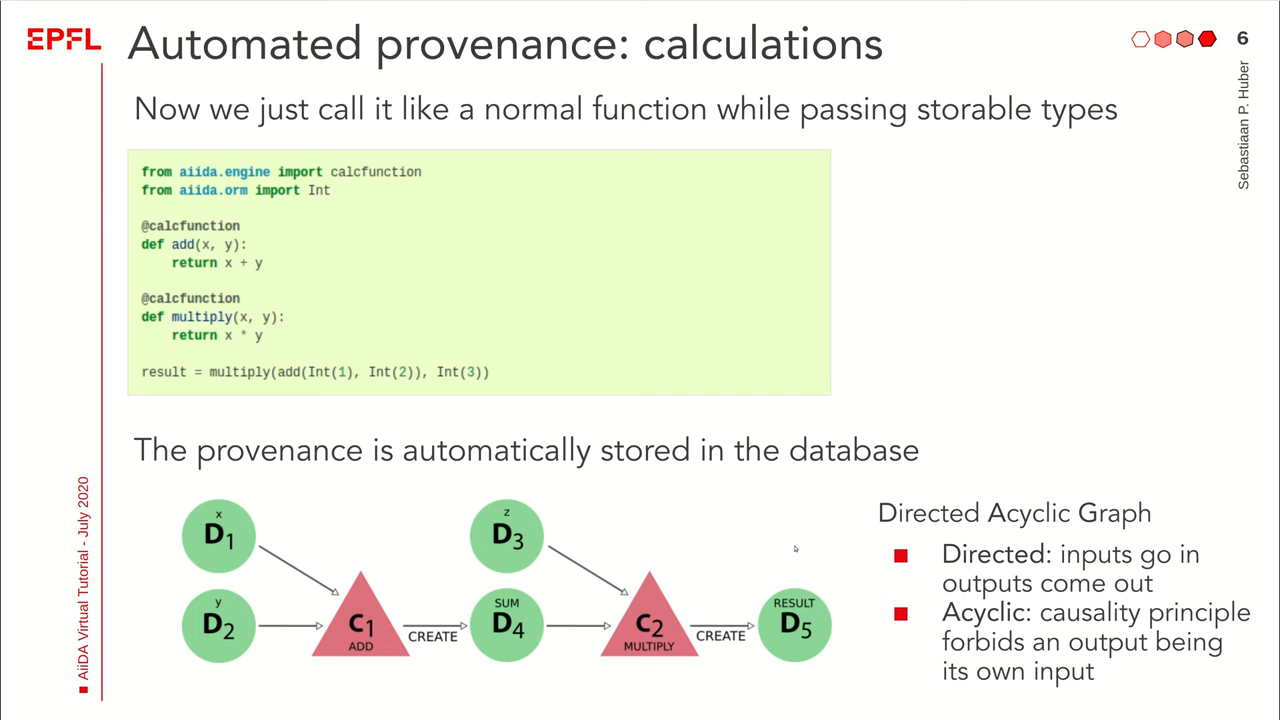 EPFL
Automated provenance: calculations
6
Sebastiaan P. Huber
Now we just call it like a normal function while passing storable types
from aiida.engine import calcfunction
from aiida.orm import Int
@calcfunction
def add(x, y):
    return x + y
@calcfunction
def multiply(x, y):
    return x * y
result = multiply(add(Int(1), Int(2)), Int(3))
The provenance is automatically stored in the database
x
D1
y
D2
C1
ADD
CREATE
z
D3
SUM
D4
C2
MULTIPLY
CREATE
RESULT
D5
Directed Acyclic Graph
Directed: inputs go in
outputs come out
Acyclic: causality principle
forbids an output being
its own input
AiiDA Virtual Tutorial - July 2020